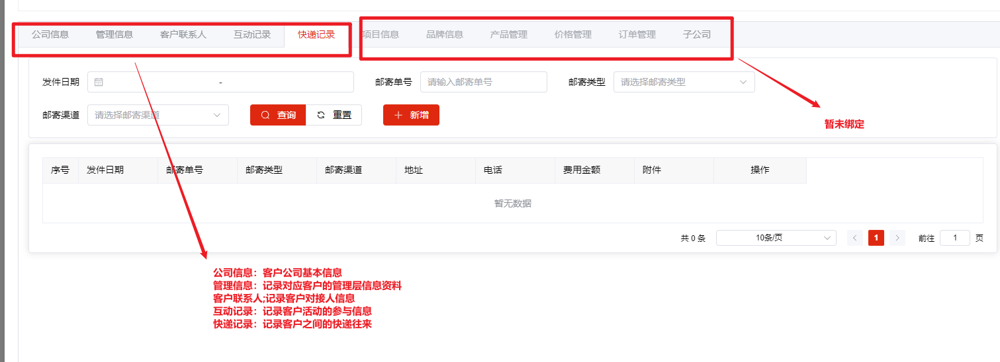 公司信息 管理信息 客户联系人 互动记录 快递记录 项目信息 品牌信息 产品管理 价格管理 订单管理 子公司
发件日期 - 邮寄单号 请输入邮寄单号 邮寄类型 请选择邮寄类型
邮寄渠道 请选择邮寄渠道 查询 重置 新增
暂未绑定
序号 发件日期 邮寄单号 邮寄类型 邮寄渠道 地址 电话 费用金额 附件 操作
暂无数据
共 0 条 10条/页 1 前往 1 页
公司信息：客户公司基本信息
管理信息：记录对应客户的管理层信息资料
客户联系人;记录客户对接人信息
互动记录：记录客户活动的参与信息
快递记录：记录客户之间的快递往来